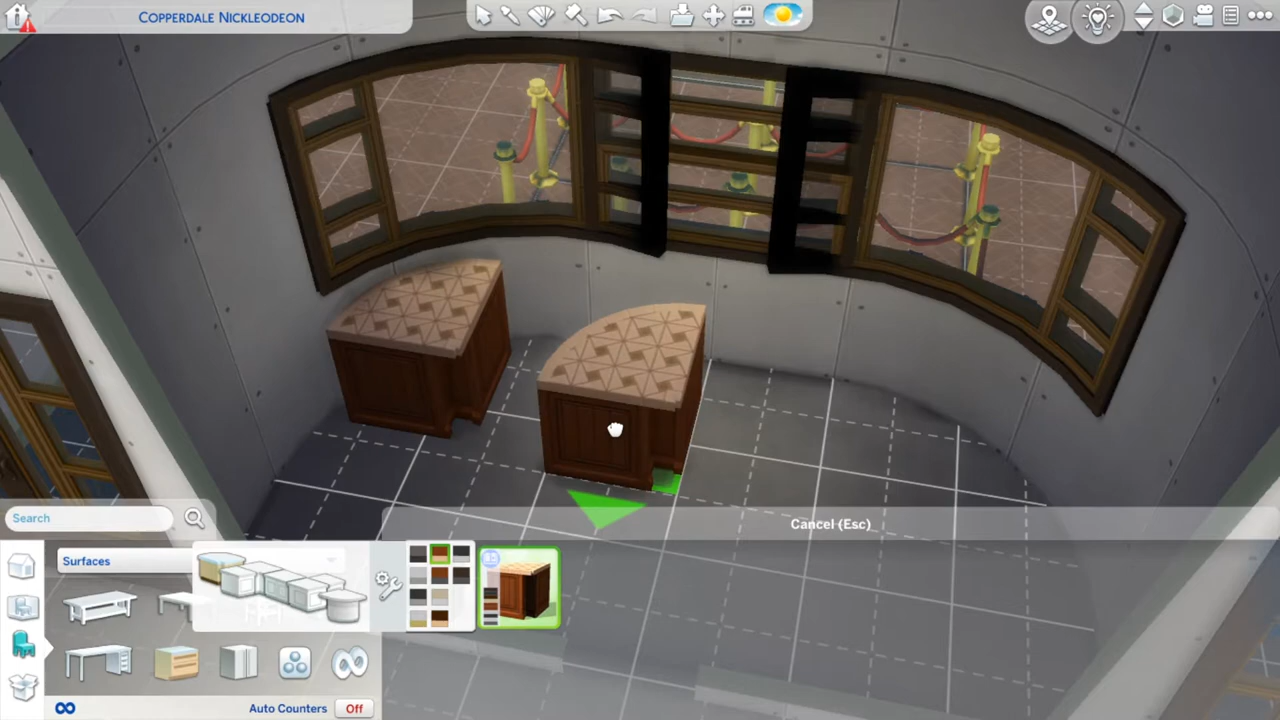 COPPERDALE NICKLEODEON
Search
Cancel (Esc)
Surfaces
Auto Counters
Off